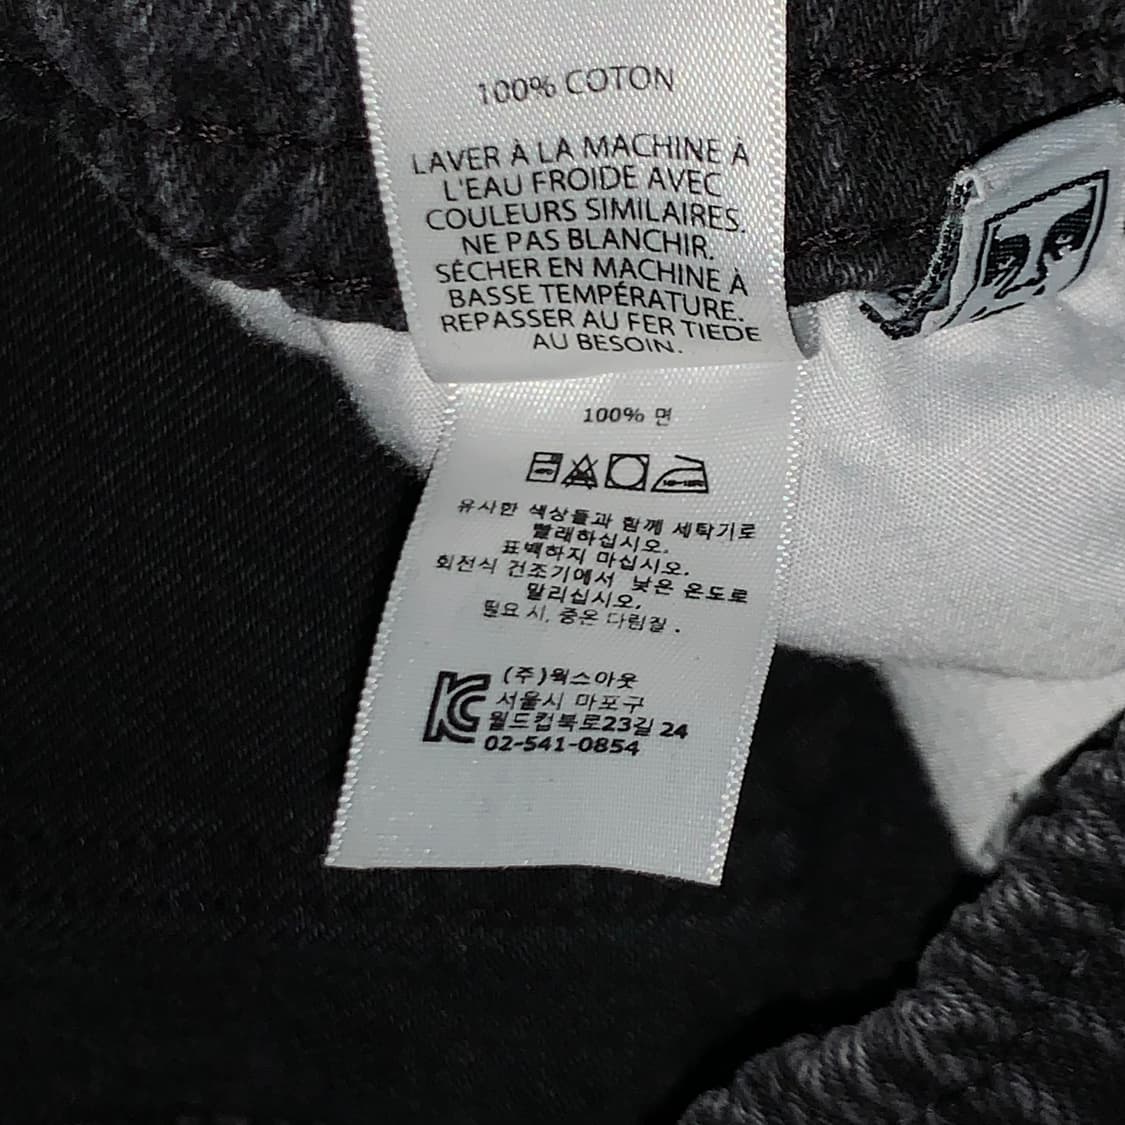 100% COTON
LAVER À LA MACHINE À
L'EAU FROIDE AVEC
COULEURS SIMILAIRES.
NE PAS BLANCHIR.
SÉCHER EN MACHINE À
BASSE TEMPÉRATURE.
REPASSER AU FER TIEDE
AU BESOIN.
100% 면
유사한 색상들과 함께 세탁기로
빨래하십시오.
표백하지 마십시오.
회전식 건조기에서 낮은 온도로
말리십시오.
필요 시, 중온 다림질.
(주)웍스아웃
서울시 마포구
월드컵북로23길 24
02-541-0854